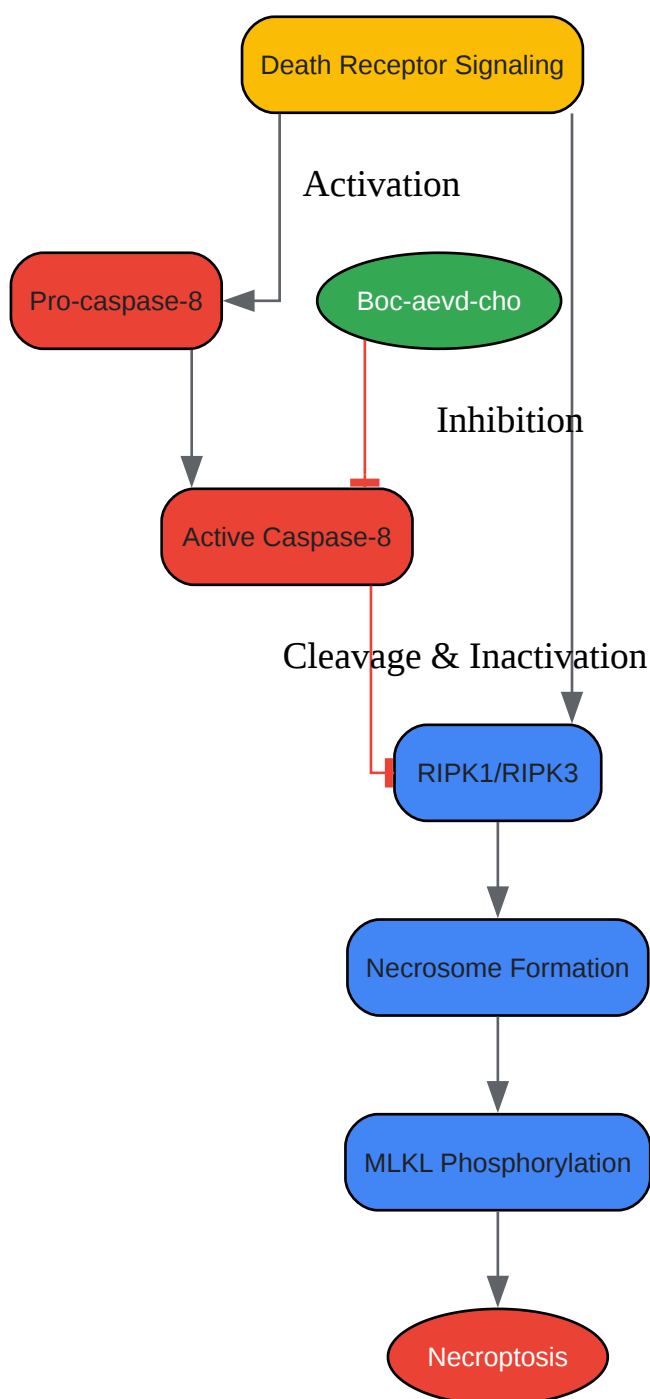 Death Receptor Signaling
Activation
Pro-caspase-8
Boc-aevd-cho
Inhibition
Active Caspase-8
Cleavage & Inactivation
RIPK1/RIPK3
Necrosome Formation
MLKL Phosphorylation
Necroptosis